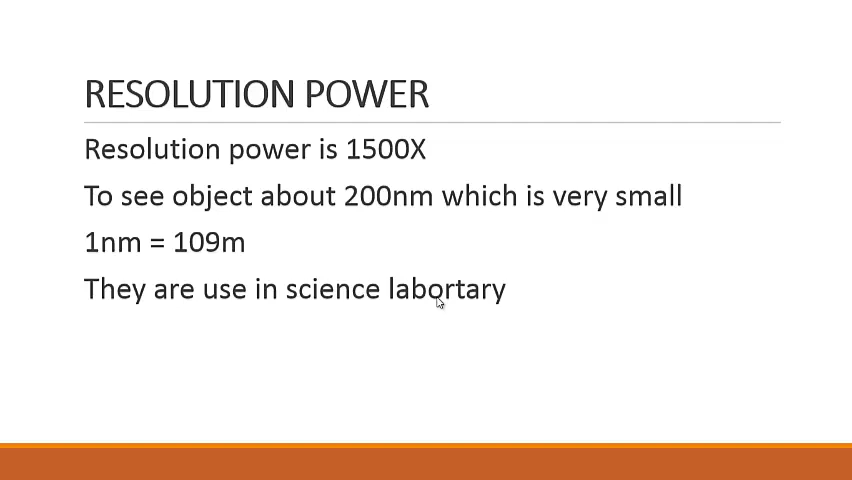 RESOLUTION POWER
Resolution power is 1500X
To see object about 200nm which is very small
1nm = 109m
They are use in science labortary